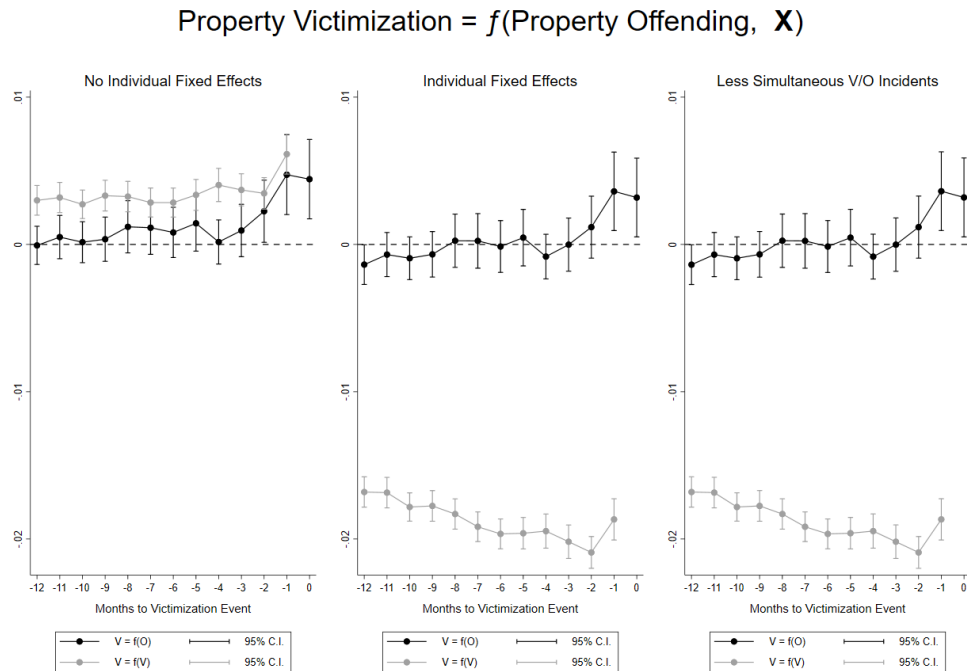 Property Victimization = f(Property Offending, X)
No Individual Fixed Effects
.01
0
-.01
-.02
-12 -11 -10 -9 -8 -7 -6 -5 -4 -3 -2 -1 0
Months to Victimization Event
V = f(O) 95% C.I.
V = f(V) 95% C.I.
Individual Fixed Effects
.01
0
-.01
-.02
-12 -11 -10 -9 -8 -7 -6 -5 -4 -3 -2 -1 0
Months to Victimization Event
V = f(O) 95% C.I.
V = f(V) 95% C.I.
Less Simultaneous V/O Incidents
.01
0
-.01
-.02
-12 -11 -10 -9 -8 -7 -6 -5 -4 -3 -2 -1 0
Months to Victimization Event
V = f(O) 95% C.I.
V = f(V) 95% C.I.